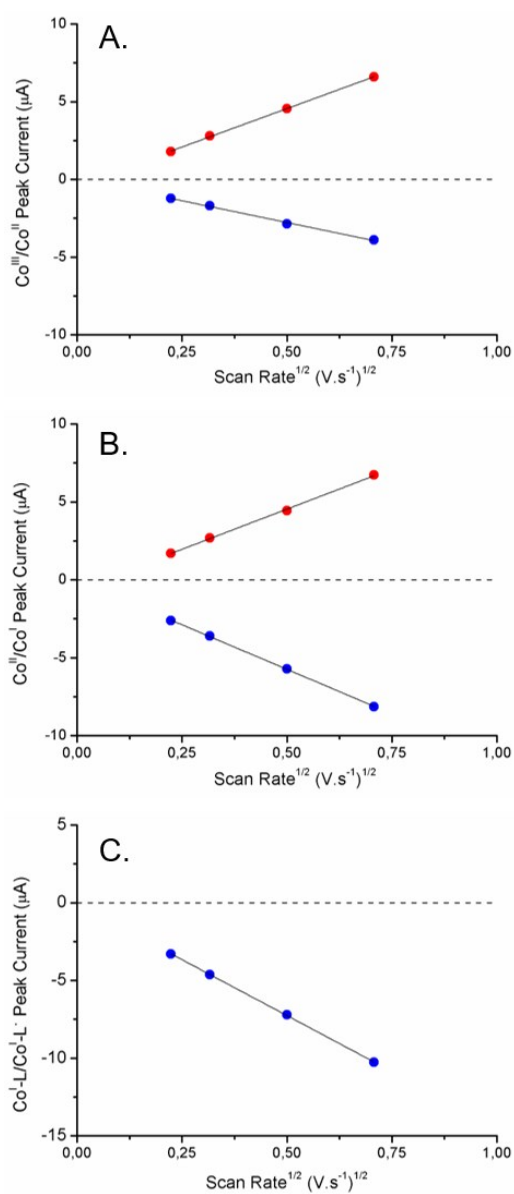 A.
10
5
0
-5
-10
Co^III/Co^II Peak Current (μA)
0,00 0,25 0,50 0,75 1,00
Scan Rate^1/2 (V.s^-1)^1/2
B.
10
5
0
-5
-10
Co^II/Co^I Peak Current (μA)
0,00 0,25 0,50 0,75 1,00
Scan Rate^1/2 (V.s^-1)^1/2
C.
5
0
-5
-10
-15
Co^I-L/Co^I-L^·- Peak Current (μA)
0,00 0,25 0,50 0,75 1,00
Scan Rate^1/2 (V.s^-1)^1/2